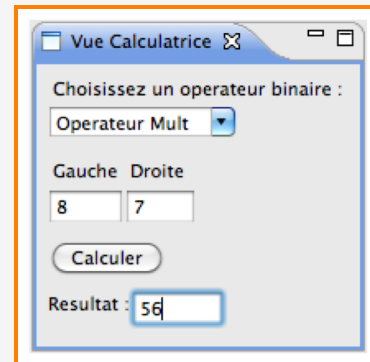 Vue Calculatrice
Choisissez un operateur binaire :
Operateur Mult
Gauche Droite
8 7
Calculer
Resultat : 56